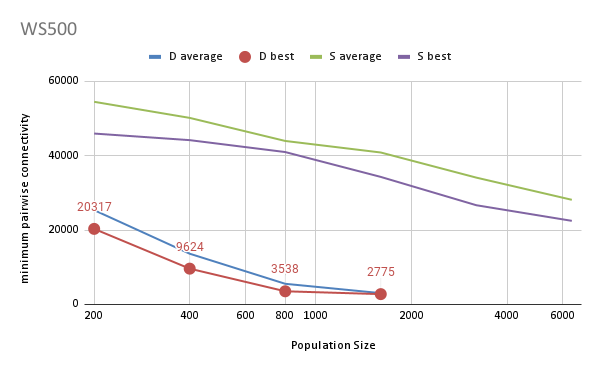 WS500
D average D best S average S best
minimum pairwise connectivity
60000
40000
20000
0
20317
9624
3538
2775
200 400 600 800 1000 2000 4000 6000
Population Size